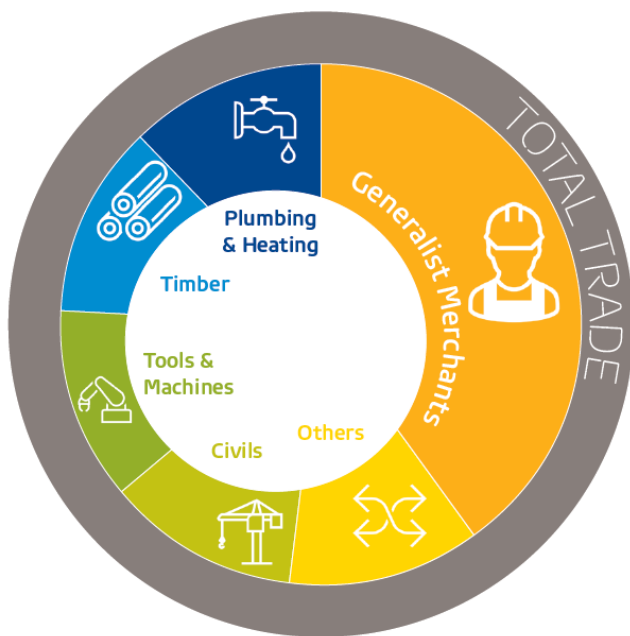 TOTAL TRADE
Generalist Merchants
Plumbing
& Heating
Timber
Tools &
Machines
Civils
Others